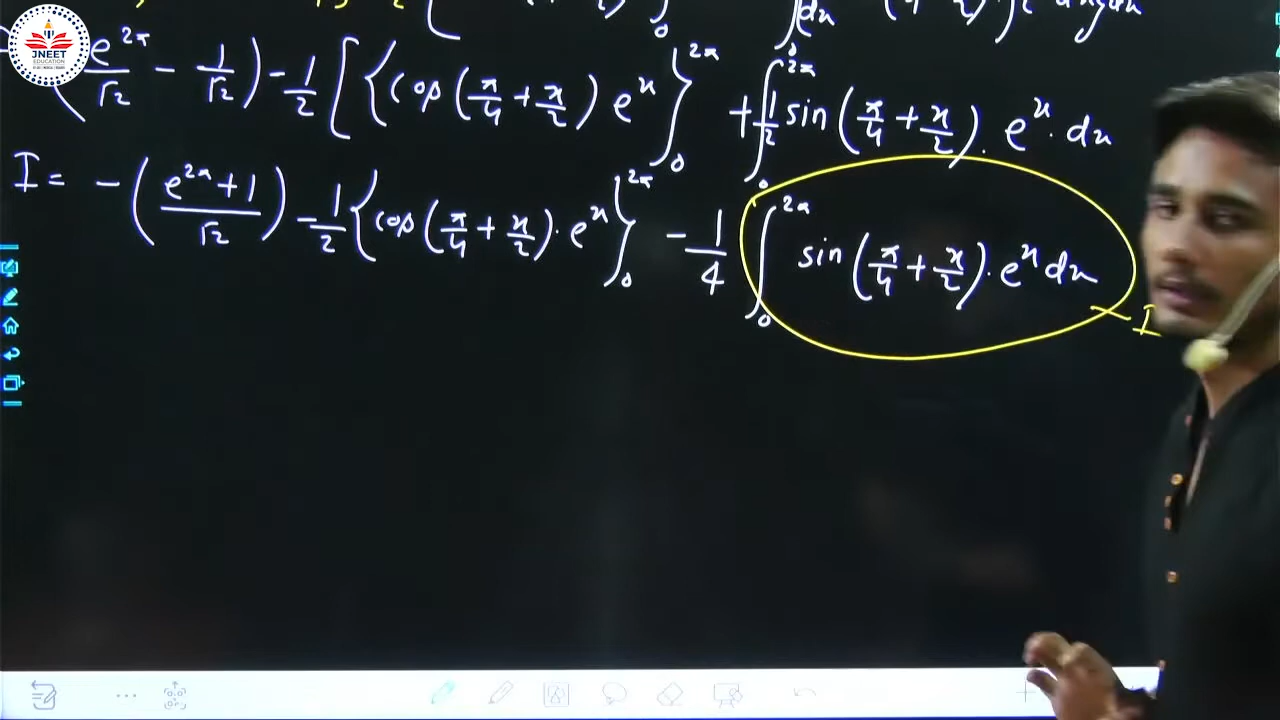 JNEET
EDUCATION
( e^{2π}/√2 - 1/√2 ) - 1/2 [ { cos ( π/4 + x/2 ) e^x }_0^{2π} + ∫_0^{2π} 1/2 sin ( π/4 + x/2 ) . e^x . dx
I = - ( (e^{2π} + 1)/√2 ) - 1/2 { cos ( π/4 + x/2 ) . e^x }_0^{2π} - 1/4 ∫_0^{2π} sin ( π/4 + x/2 ) . e^x dx
I